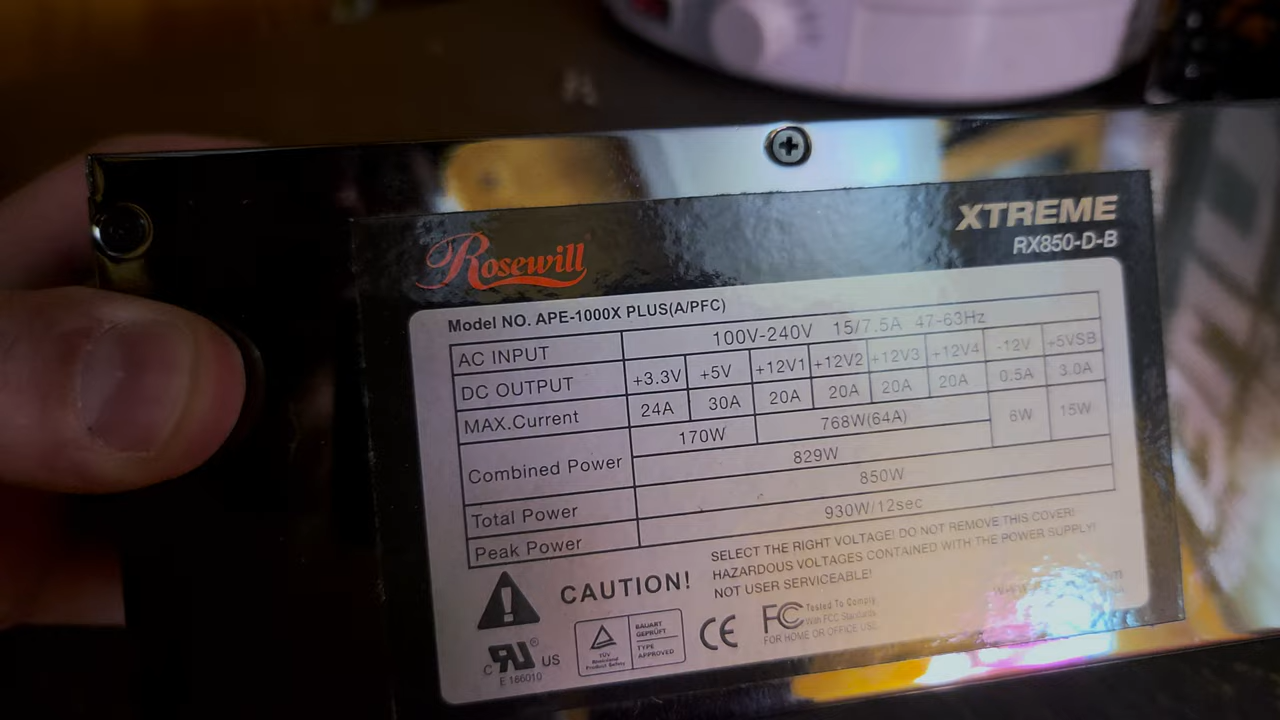 XTREME
RX850-D-B
Rosewill
Model NO. APE-1000X PLUS(A/PFC)
AC INPUT 100V-240V 15/7.5A 47-63Hz
DC OUTPUT +3.3V +5V +12V1 +12V2 +12V3 +12V4 -12V +5VSB
MAX.Current 24A 30A 20A 20A 20A 20A 0.5A 3.0A
Combined Power 170W 768W(64A) 6W 15W
829W
Total Power 850W
Peak Power 930W/12sec
CAUTION!
SELECT THE RIGHT VOLTAGE! DO NOT REMOVE THIS COVER!
HAZARDOUS VOLTAGES CONTAINED WITH THE POWER SUPPLY!
NOT USER SERVICEABLE!
C RU ® US
E 186010
TÜV
Rheinland
Product Safety
BAUART
GEPRÜFT
TYPE
APPROVED
CE
FC
Tested To Comply
With FCC Standards
FOR HOME OR OFFICE USE